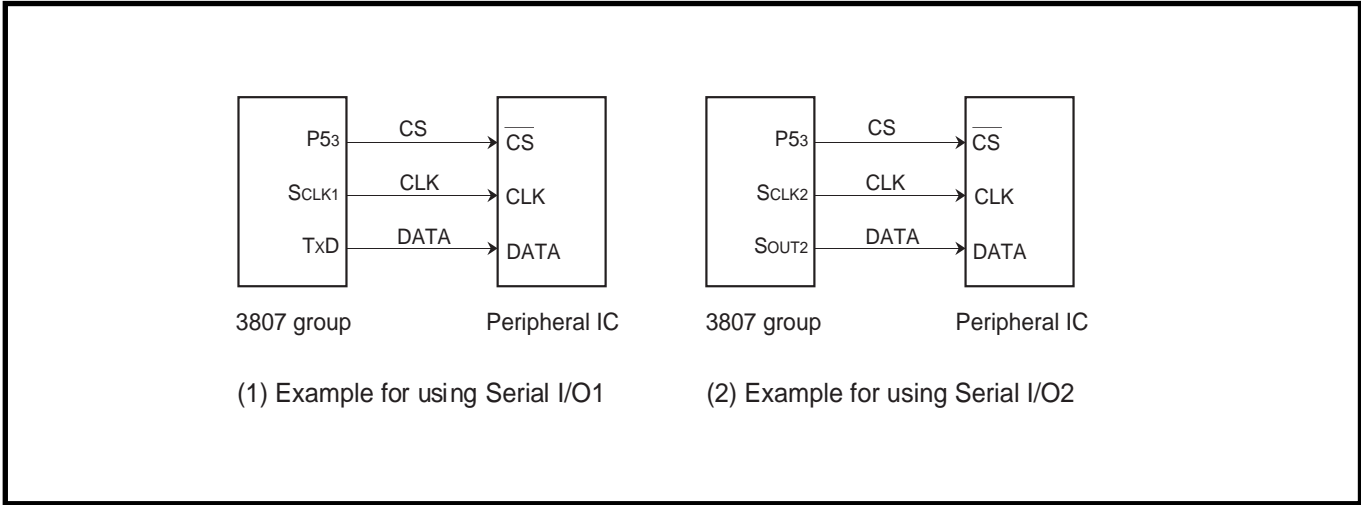 P53 CS CS
SCLK1 CLK CLK
TxD DATA DATA
3807 group Peripheral IC
(1) Example for using Serial I/O1
P53 CS CS
SCLK2 CLK CLK
SOUT2 DATA DATA
3807 group Peripheral IC
(2) Example for using Serial I/O2